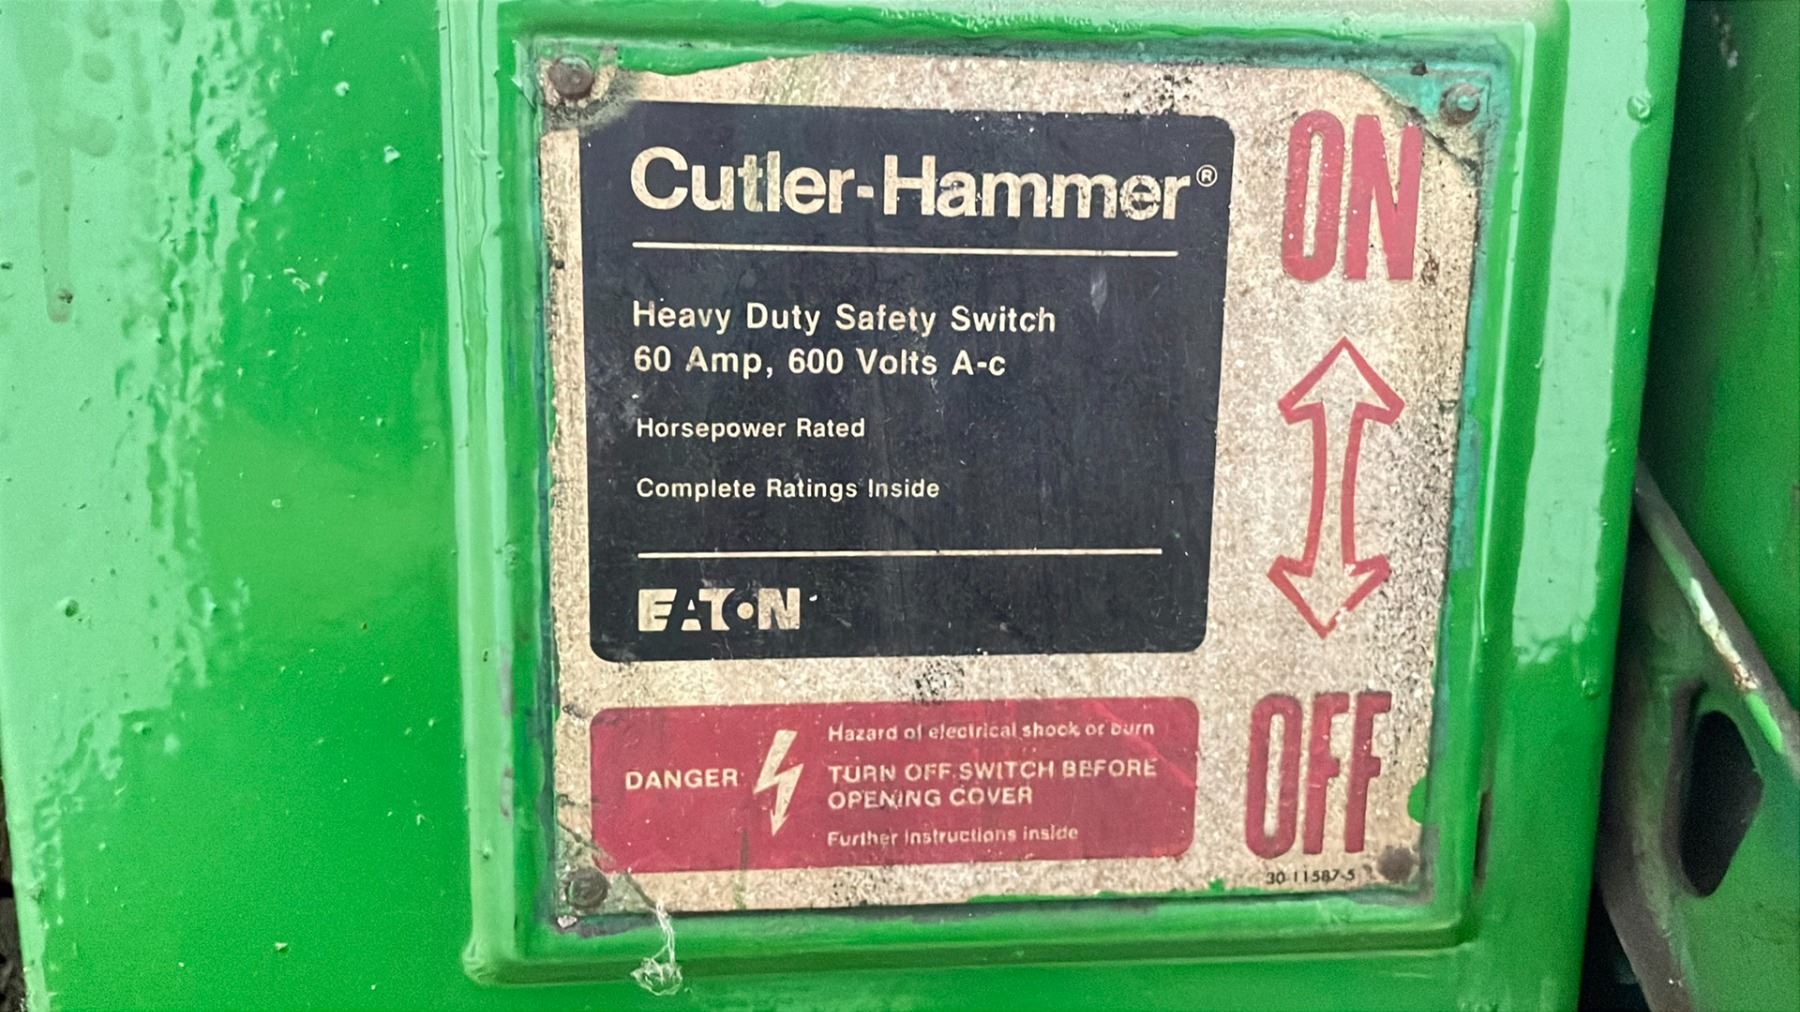 Cutler-Hammer®
Heavy Duty Safety Switch
60 Amp, 600 Volts A-c
Horsepower Rated
Complete Ratings Inside
EATON
DANGER
Hazard of electrical shock or burn
TURN OFF SWITCH BEFORE
OPENING COVER
Further instructions inside
ON
OFF
30-11587-5